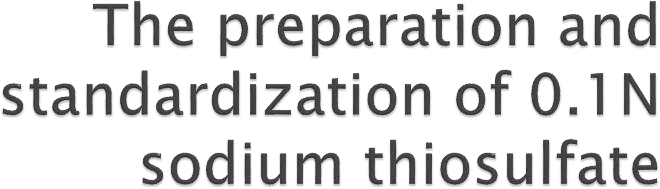 The preparation and
standardization of 0.1N
sodium thiosulfate